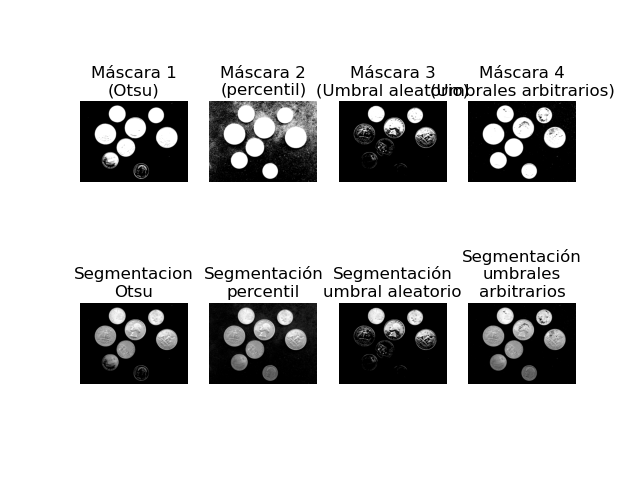 Máscara 1
(Otsu)
Máscara 2
(percentil)
Máscara 3
(Umbral aleatorio)
Máscara 4
(Umbrales arbitrarios)
Segmentacion
Otsu
Segmentación
percentil
Segmentación
umbral aleatorio
Segmentación
umbrales
arbitrarios